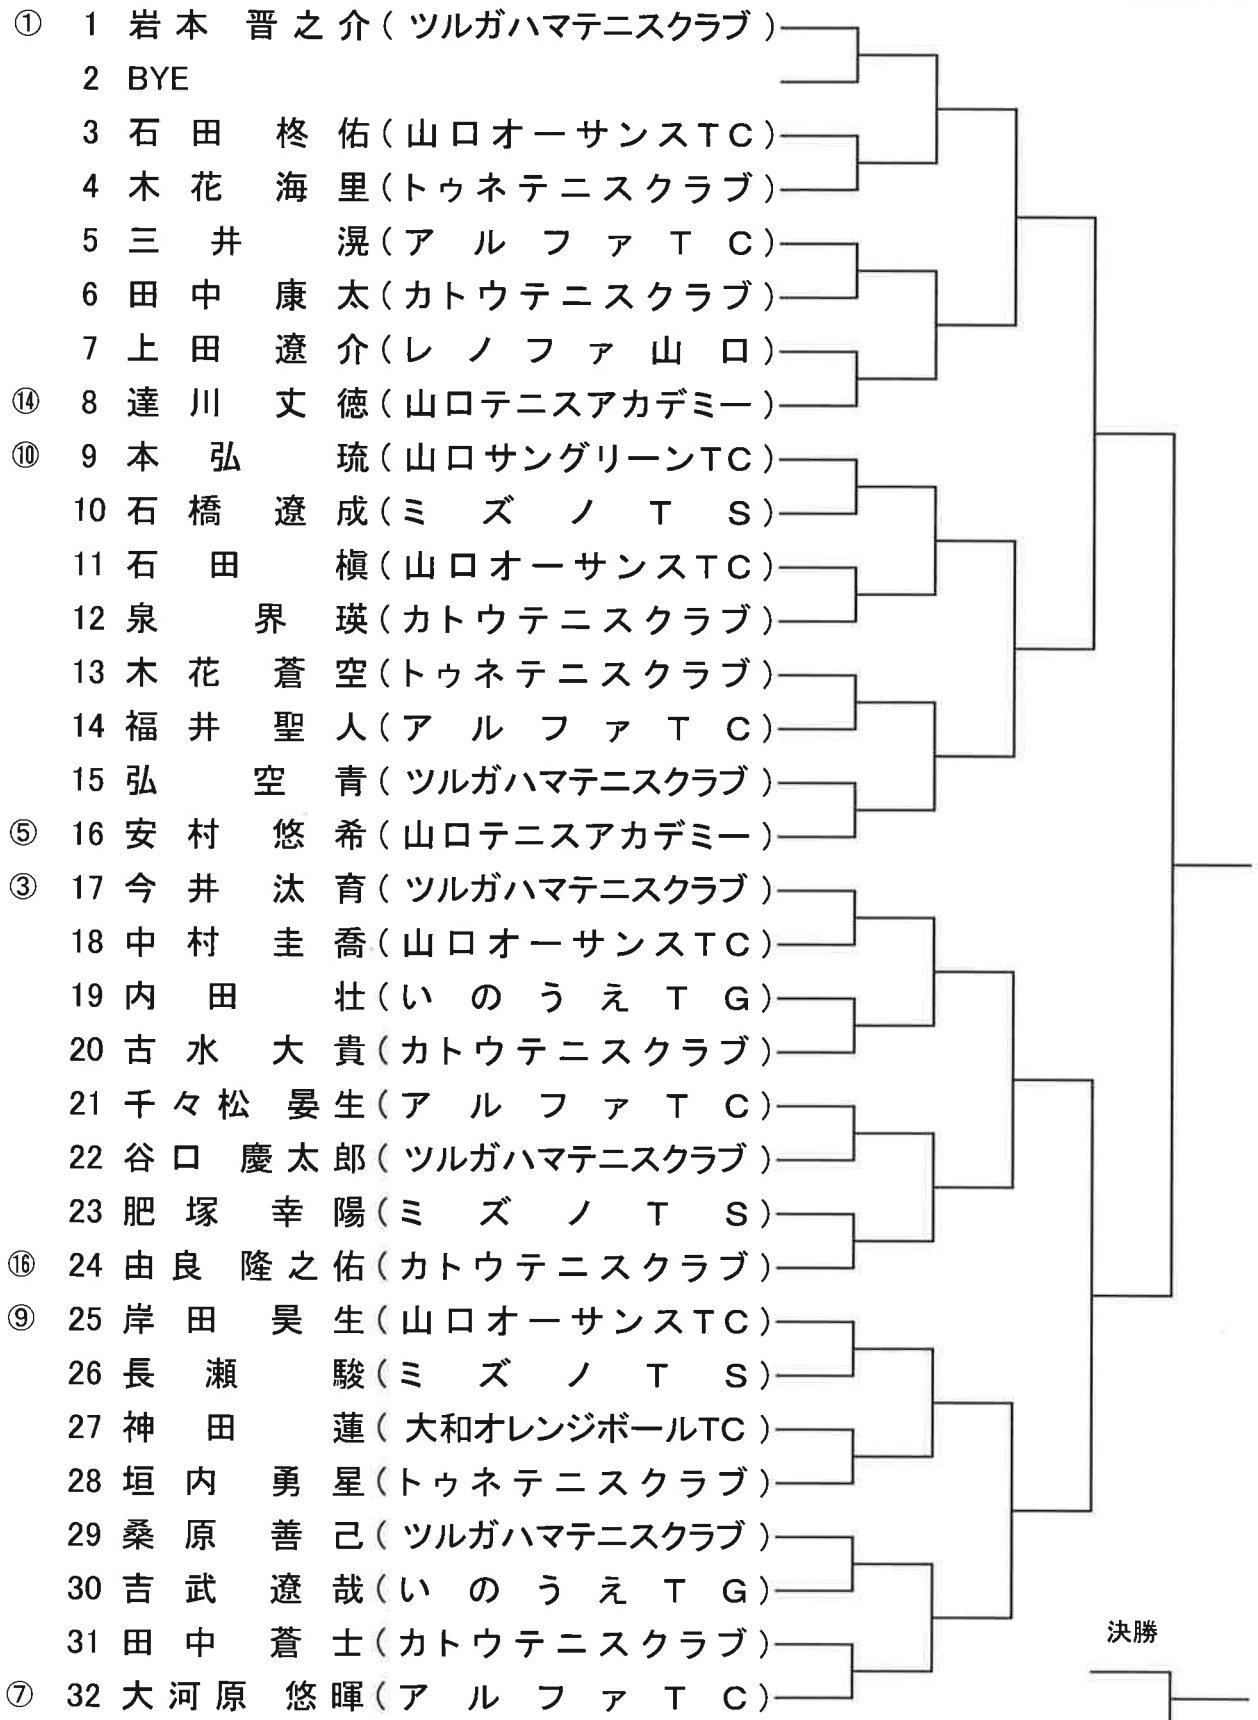 ① 1 岩本 晋之介(ツルガハマテニスクラブ)
2 BYE
3 石田 柊佑(山口オーサンスTC)
4 木花 海里(トゥネテニスクラブ)
5 三井 滉(アルファTC)
6 田中 康太(カトウテニスクラブ)
7 上田 遼介(レノファ山口)
⑭ 8 達川 丈徳(山口テニスアカデミー)
⑩ 9 本弘 琉(山口サングリーンTC)
10 石橋 遼成(ミズノTS)
11 石田 槇(山口オーサンスTC)
12 泉 界瑛(カトウテニスクラブ)
13 木花 蒼空(トゥネテニスクラブ)
14 福井 聖人(アルファTC)
15 弘 空青(ツルガハマテニスクラブ)
⑤ 16 安村 悠希(山口テニスアカデミー)
③ 17 今井 汰育(ツルガハマテニスクラブ)
18 中村 圭喬(山口オーサンスTC)
19 内田 壮(いのうえTG)
20 古水 大貴(カトウテニスクラブ)
21 千々松 晏生(アルファTC)
22 谷口 慶太郎(ツルガハマテニスクラブ)
23 肥塚 幸陽(ミズノTS)
⑯ 24 由良 隆之佑(カトウテニスクラブ)
⑨ 25 岸田 昊生(山口オーサンスTC)
26 長瀬 駿(ミズノTS)
27 神田 蓮(大和オレンジボールTC)
28 垣内 勇星(トゥネテニスクラブ)
29 桑原 善己(ツルガハマテニスクラブ)
30 吉武 遼哉(いのうえTG)
31 田中 蒼士(カトウテニスクラブ)
決勝
⑦ 32 大河原 悠暉(アルファTC)